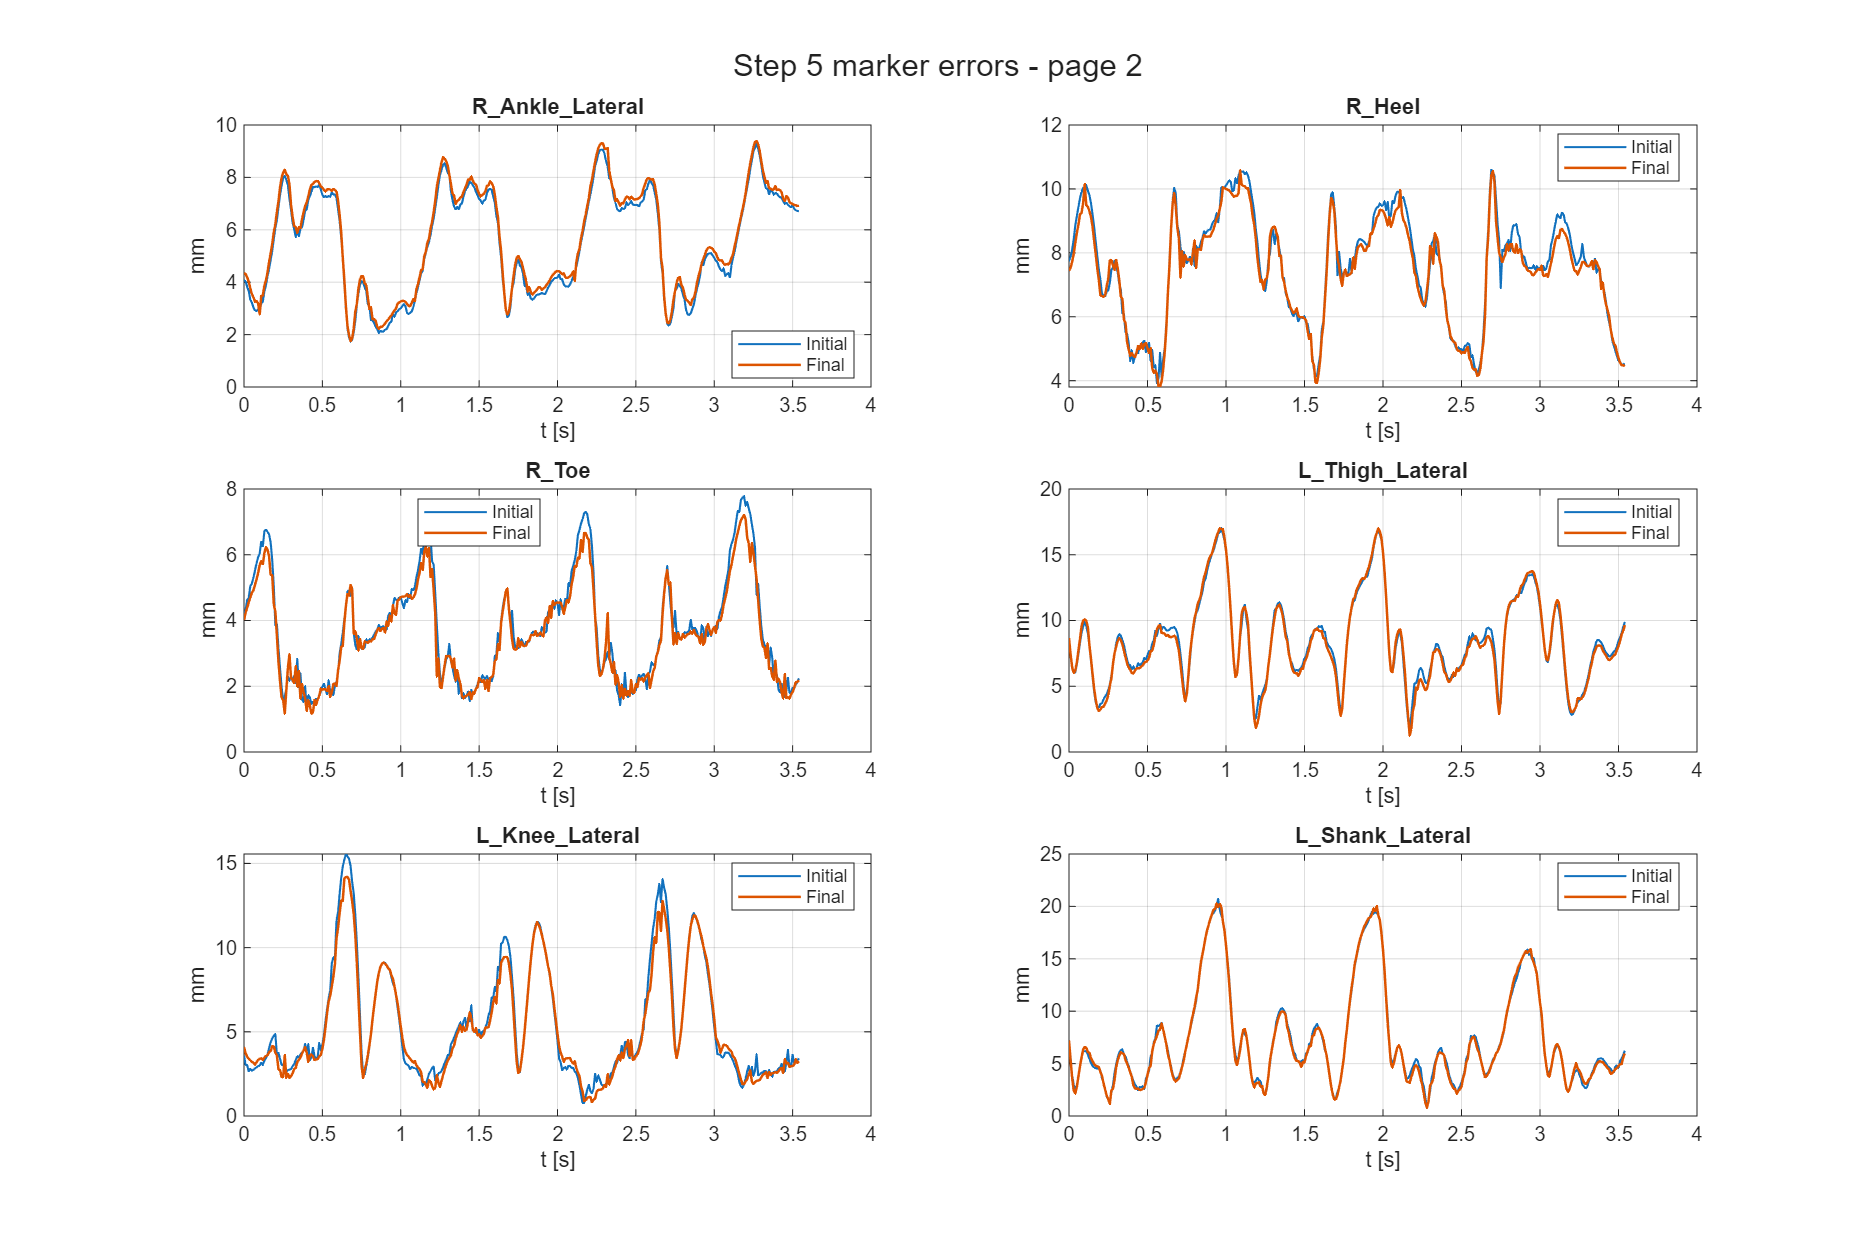 Step 5 marker errors - page 2
R_Ankle_Lateral
10
8
6
4
2
0
mm
0 0.5 1 1.5 2 2.5 3 3.5 4
t [s]
Initial
Final
R_Heel
12
10
8
6
4
mm
0 0.5 1 1.5 2 2.5 3 3.5 4
t [s]
Initial
Final
R_Toe
8
6
4
2
0
mm
0 0.5 1 1.5 2 2.5 3 3.5 4
t [s]
Initial
Final
L_Thigh_Lateral
20
15
10
5
0
mm
0 0.5 1 1.5 2 2.5 3 3.5 4
t [s]
Initial
Final
L_Knee_Lateral
15
10
5
0
mm
0 0.5 1 1.5 2 2.5 3 3.5 4
t [s]
Initial
Final
L_Shank_Lateral
25
20
15
10
5
0
mm
0 0.5 1 1.5 2 2.5 3 3.5 4
t [s]
Initial
Final